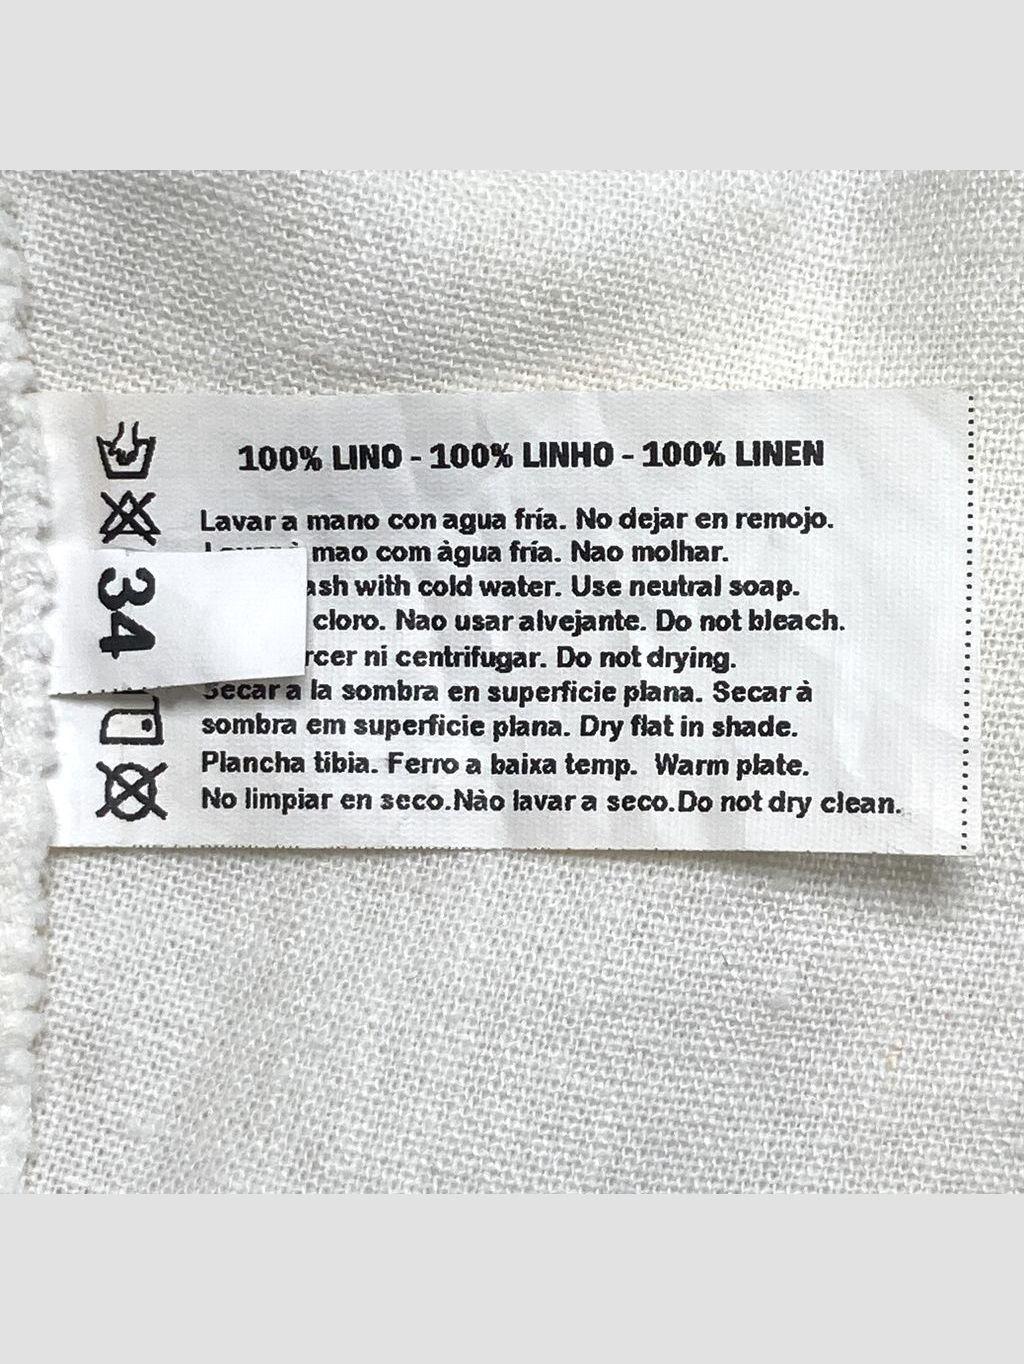 100% LINO - 100% LINHO - 100% LINEN
Lavar a mano con agua fría. No dejar en remojo.
mao com àgua fría. Nao molhar.
with cold water. Use neutral soap.
cloro. Nao usar alvejante. Do not bleach.
ni centrifugar. Do not drying.
Secar a la sombra en superficie plana. Secar à
sombra em superficie plana. Dry flat in shade.
Plancha tibia. Ferro a baixa temp. Warm plate.
No limpiar en seco.Nào lavar a seco.Do not dry clean.
34